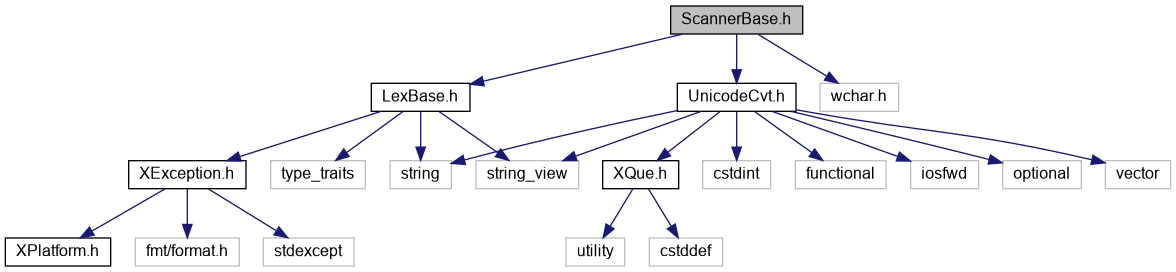 ScannerBase.h
LexBase.h
UnicodeCvt.h
wchar.h
XException.h
type_traits
string
string_view
XQue.h
cstdint
functional
iosfwd
optional
vector
XPlatform.h
fmt/format.h
stdexcept
utility
cstddef